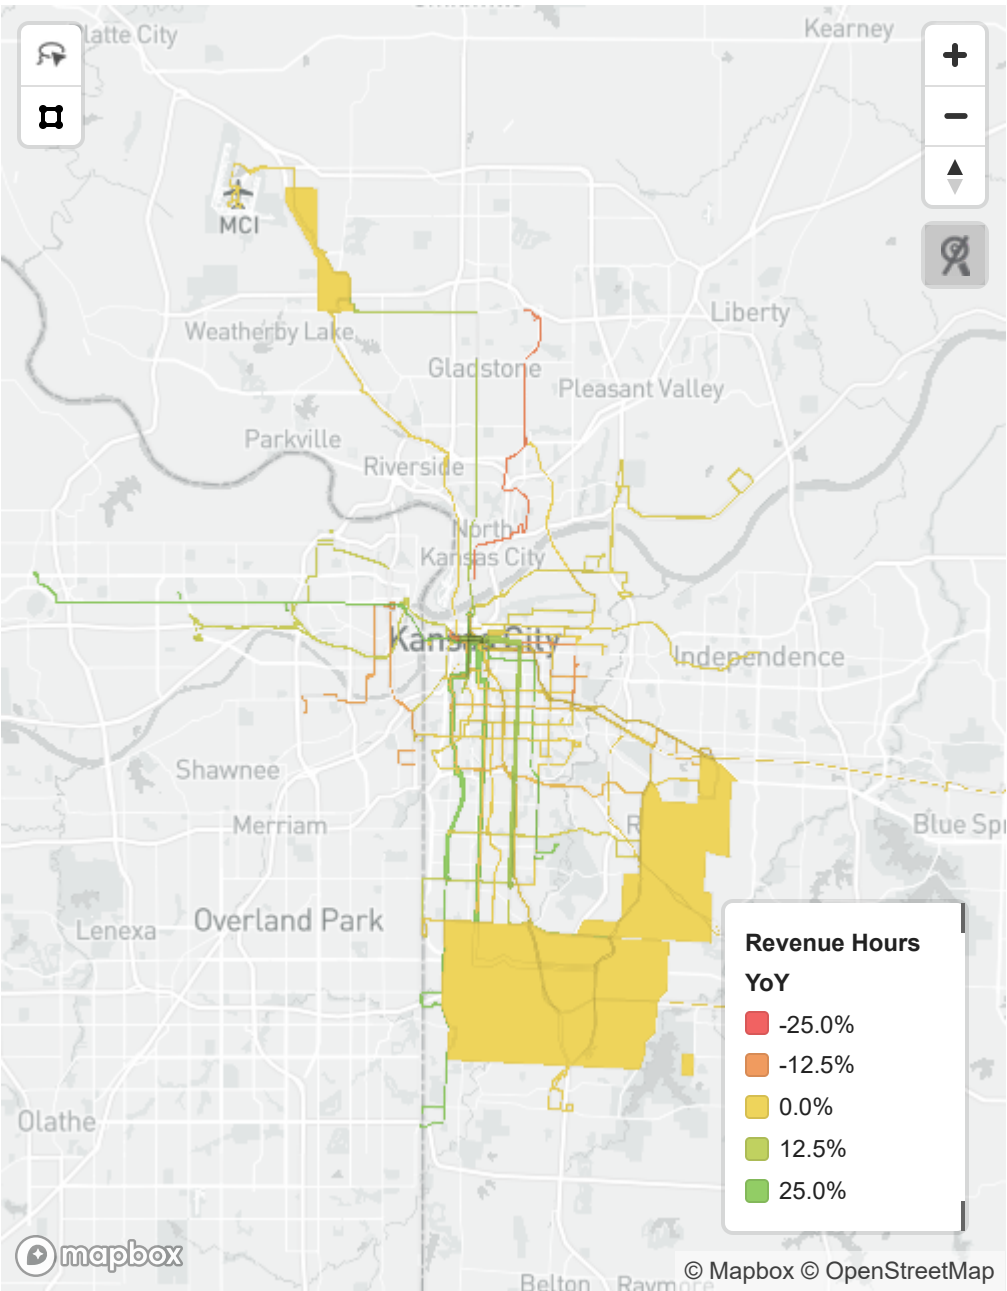 Platte City
Kearney
MCI
Weatherby Lake
Liberty
Gladstone
Pleasant Valley
Parkville
Riverside
North
Kansas City
Kansas City
Independence
Shawnee
Merriam
R
Blue Spr
Overland Park
Lenexa
Revenue Hours
YoY
-25.0%
-12.5%
0.0%
12.5%
25.0%
Olathe
mapbox
Belton
Raymore
© Mapbox © OpenStreetMap